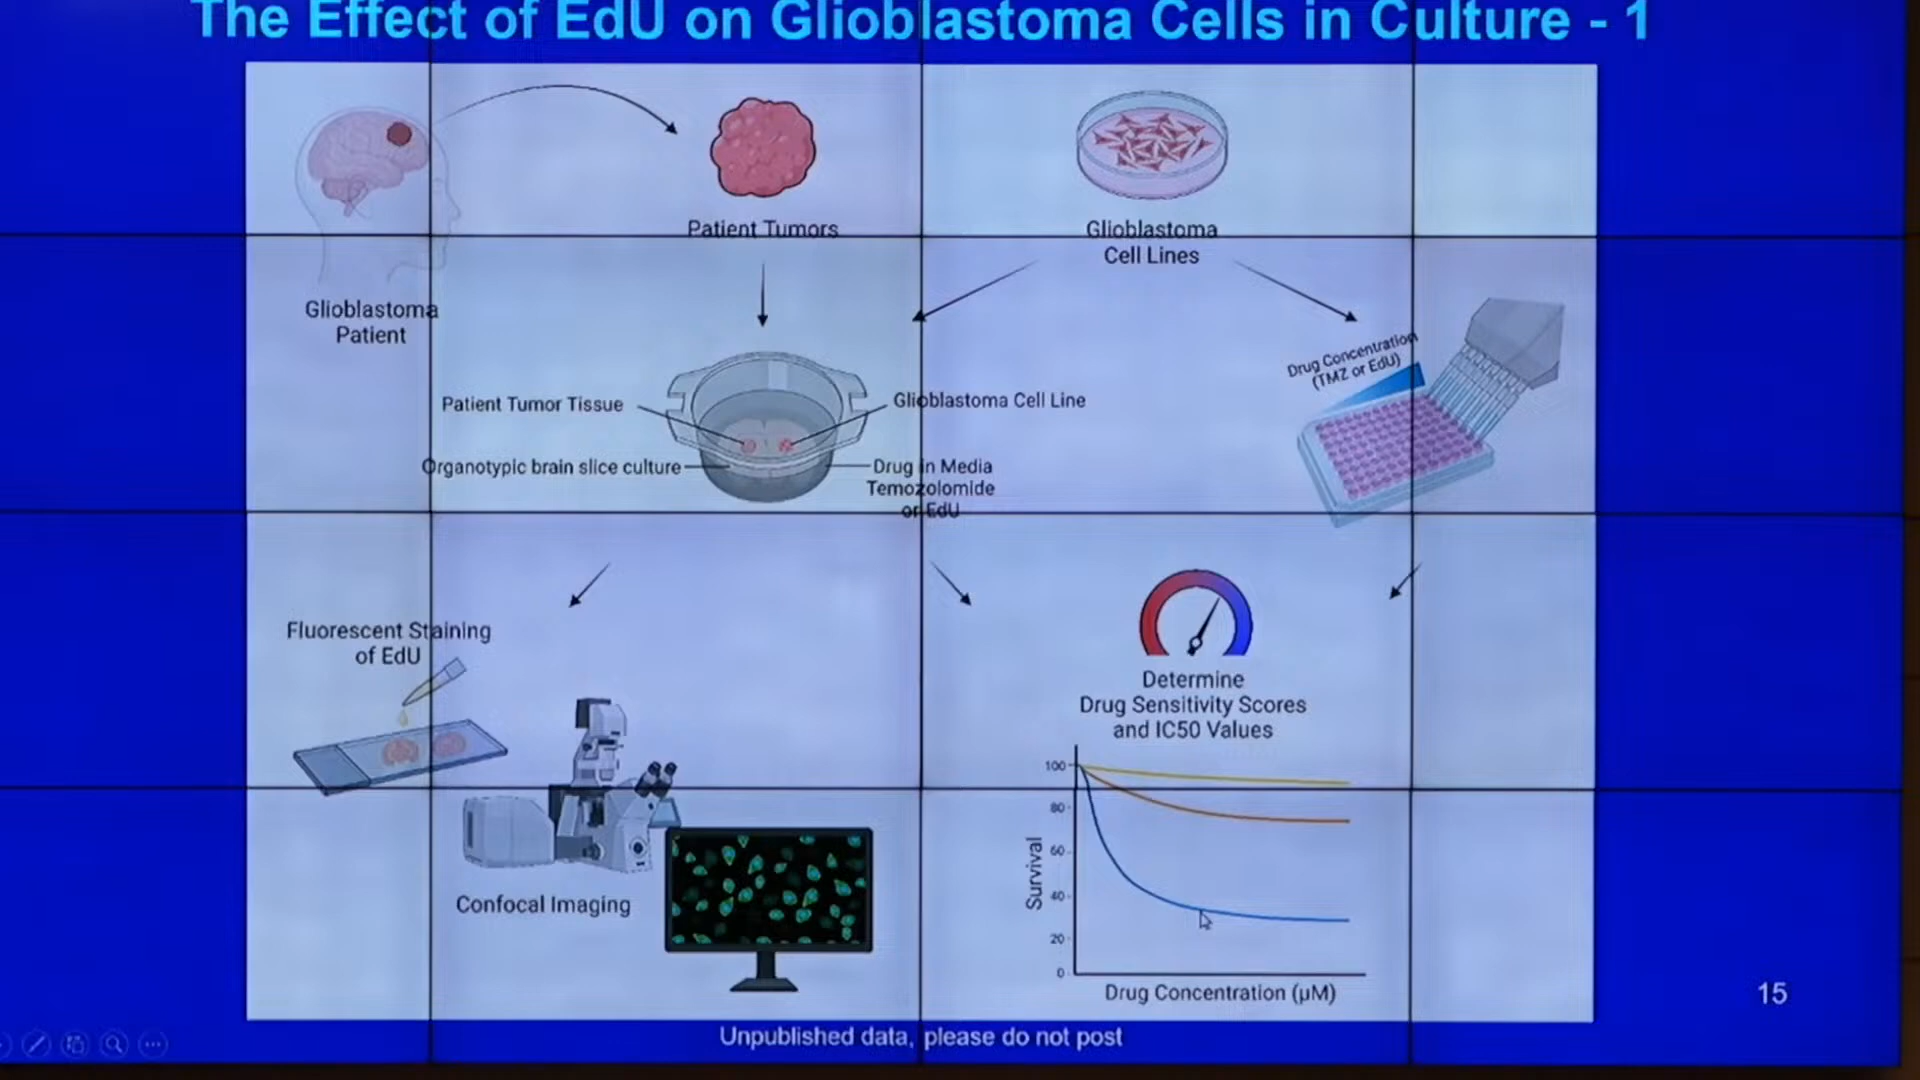 The Effect of EdU on Glioblastoma Cells in Culture - 1
Patient Tumors
Glioblastoma
Cell Lines
Glioblastoma
Patient
Drug Concentration
(TMZ or EdU)
Patient Tumor Tissue
Glioblastoma Cell Line
Organotypic brain slice culture
Drug in Media
Temozolomide
or EdU
Fluorescent Staining
of EdU
Determine
Drug Sensitivity Scores
and IC50 Values
Confocal Imaging
100
80
60
40
20
0
Survival
Drug Concentration (µM)
15
Unpublished data, please do not post